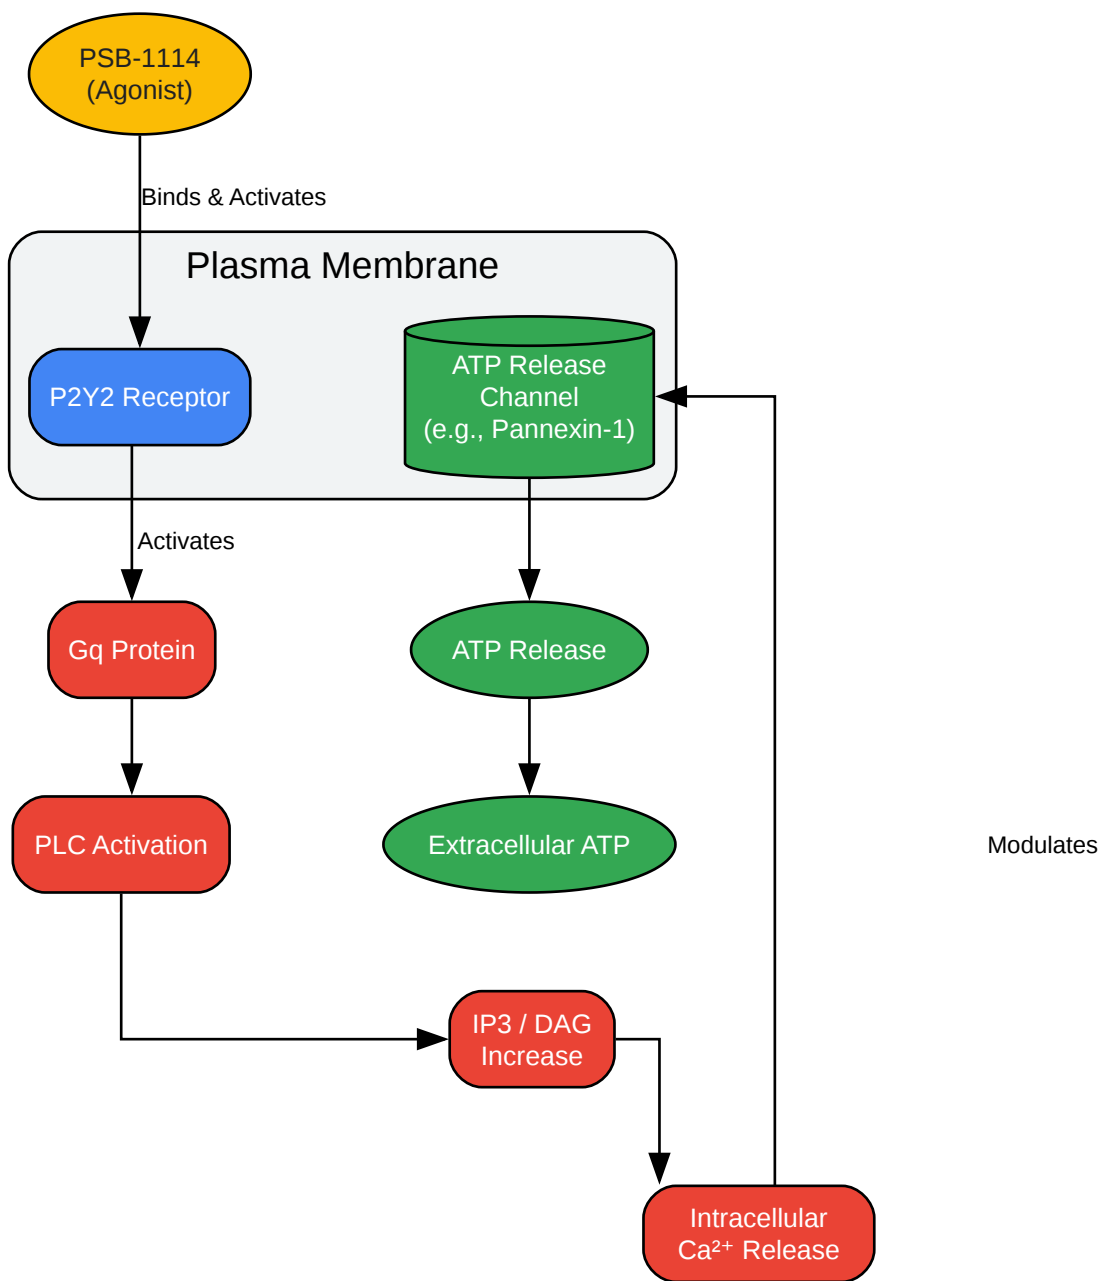 PSB-1114
(Agonist)
Binds & Activates
Plasma Membrane
P2Y2 Receptor
ATP Release
Channel
(e.g., Pannexin-1)
Activates
Gq Protein
ATP Release
PLC Activation
Extracellular ATP
Modulates
IP3 / DAG
Increase
Intracellular
Ca²⁺ Release